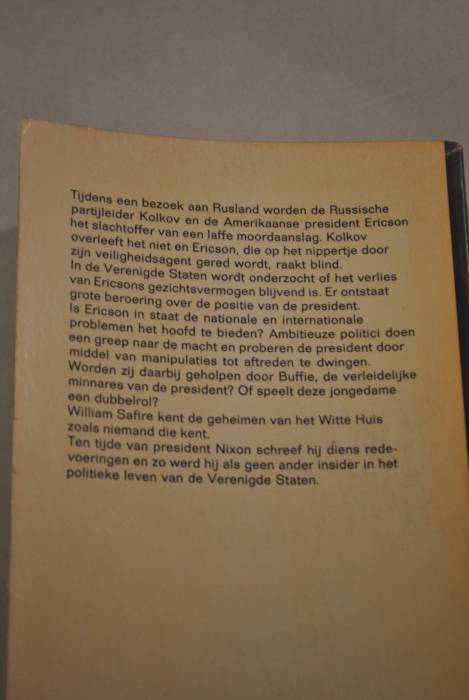 Tijdens een bezoek aan Rusland worden de Russische
partijleider Kolkov en de Amerikaanse president Ericson
het slachtoffer van een laffe moordaanslag. Kolkov
overleeft het niet en Ericson, die op het nippertje door
zijn veiligheidsagent gered wordt, raakt blind.
In de Verenigde Staten wordt onderzocht of het verlies
van Ericsons gezichtsvermogen blijvend is. Er ontstaat
grote beroering over de positie van de president.
Is Ericson in staat de nationale en internationale
problemen het hoofd te bieden? Ambitieuze politici doen
een greep naar de macht en proberen de president door
middel van manipulaties tot aftreden te dwingen.
Worden zij daarbij geholpen door Buffie, de verleidelijke
minnares van de president? Of speelt deze jongedame
een dubbelrol?
William Safire kent de geheimen van het Witte Huis
zoals niemand die kent.
Ten tijde van president Nixon schreef hij diens rede-
voeringen en zo werd hij als geen ander insider in het
politieke leven van de Verenigde Staten.